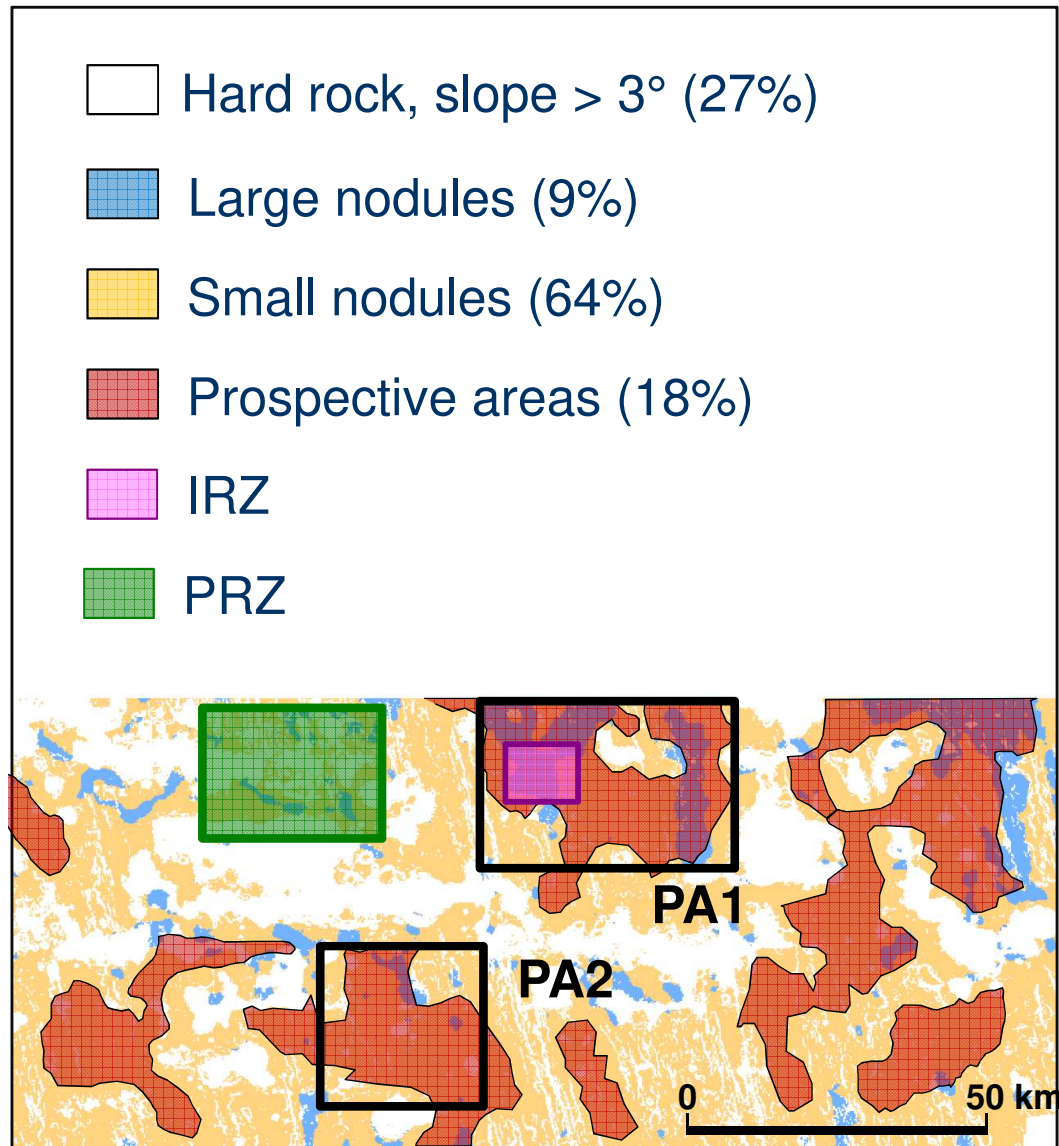 Hard rock, slope > 3° (27%)
Large nodules (9%)
Small nodules (64%)
Prospective areas (18%)
IRZ
PRZ
PA1
PA2
0 50 km